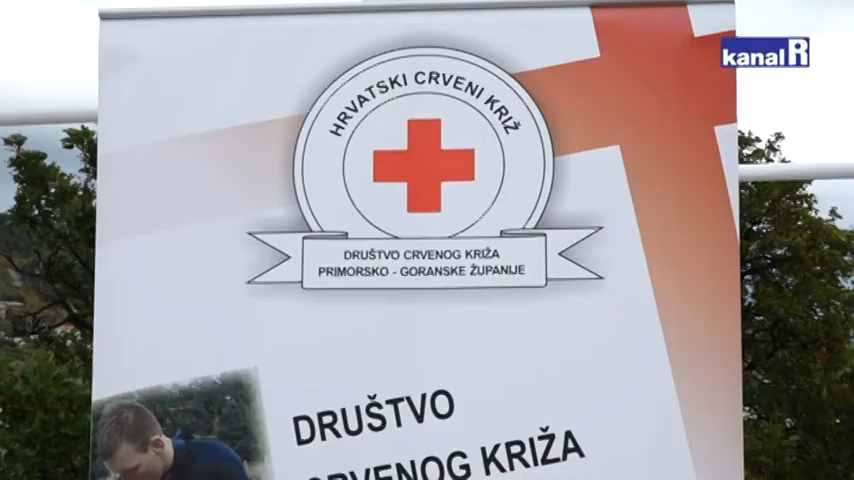 kanal R
HRVATSKI CRVENI KRIŽ
DRUŠTVO CRVENOG KRIŽA
PRIMORSKO - GORANSKE ŽUPANIJE
DRUŠTVO
CRVENOG KRIŽA